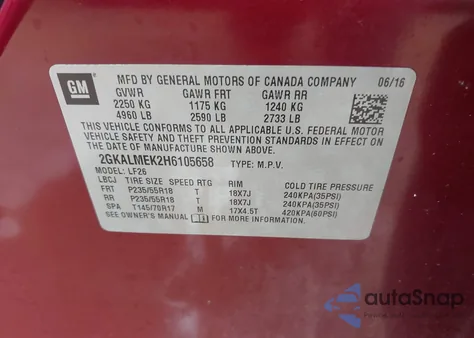 GM
MFD BY GENERAL MOTORS OF CANADA COMPANY 06/16
GVWR GAWR FRT GAWR RR
2250 KG 1175 KG 1240 KG
4960 LB 2590 LB 2733 LB
THIS VEHICLE CONFORMS TO ALL APPLICABLE U.S. FEDERAL MOTOR
VEHICLE SAFETY AND THEFT PREVENTION STANDARDS IN EFFECT ON THE
DATE OF MANUFACTURE SHOWN ABOVE.
2GKALMEK2H6105658 TYPE: M.P.V.
MODEL: LF26
LBCJ TIRE SIZE SPEED RTG RIM COLD TIRE PRESSURE
FRT P235/55R18 T 18X7J 240KPA(35PSI)
RR P235/55R18 T 18X7J 240KPA(35PSI)
SPA T145/70R17 M 17X4.5T 420KPA(60PSI)
SEE OWNER'S MANUAL FOR MORE INFORMATION.
autoSnap
WWW.AUTOSNAP